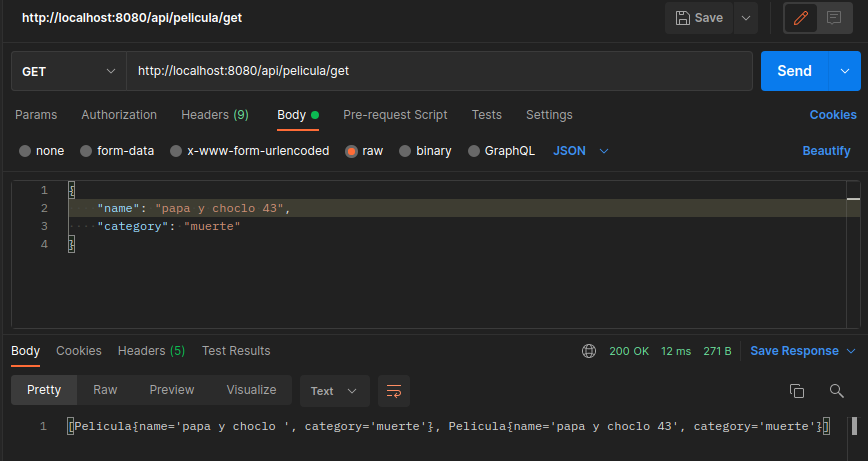 http://localhost:8080/api/pelicula/get
Save
GET
http://localhost:8080/api/pelicula/get
Send
Params
Authorization
Headers (9)
Body
Pre-request Script
Tests
Settings
Cookies
none
form-data
x-www-form-urlencoded
raw
binary
GraphQL
JSON
Beautify
1 {
2 "name": "papa y choclo 43",
3 "category": "muerte"
4 }
Body
Cookies
Headers (5)
Test Results
200 OK
12 ms
271 B
Save Response
Pretty
Raw
Preview
Visualize
Text
1 [Pelicula{name='papa y choclo ', category='muerte'}, Pelicula{name='papa y choclo 43', category='muerte'}]